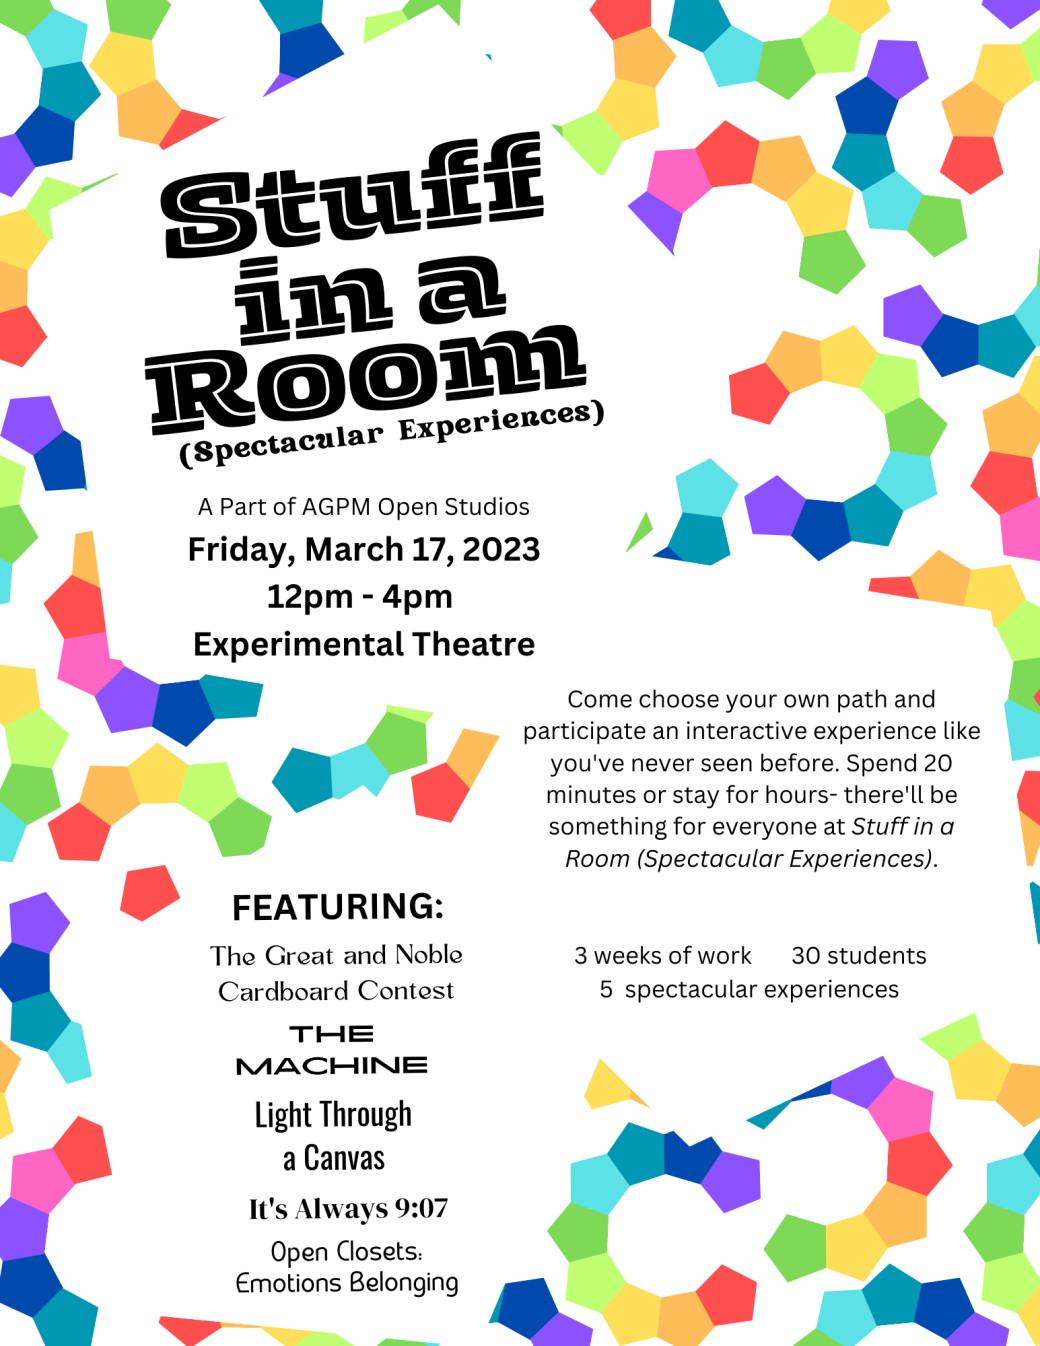 Stuff
in a
Room
(Spectacular Experiences)
A Part of AGPM Open Studios
Friday, March 17, 2023
12pm - 4pm
Experimental Theatre
Come choose your own path and
participate an interactive experience like
you've never seen before. Spend 20
minutes or stay for hours- there'll be
something for everyone at Stuff in a
Room (Spectacular Experiences).
FEATURING:
The Great and Noble
Cardboard Contest
THE
MACHINE
Light Through
a Canvas
It's Always 9:07
Open Closets:
Emotions Belonging
3 weeks of work 30 students
5 spectacular experiences